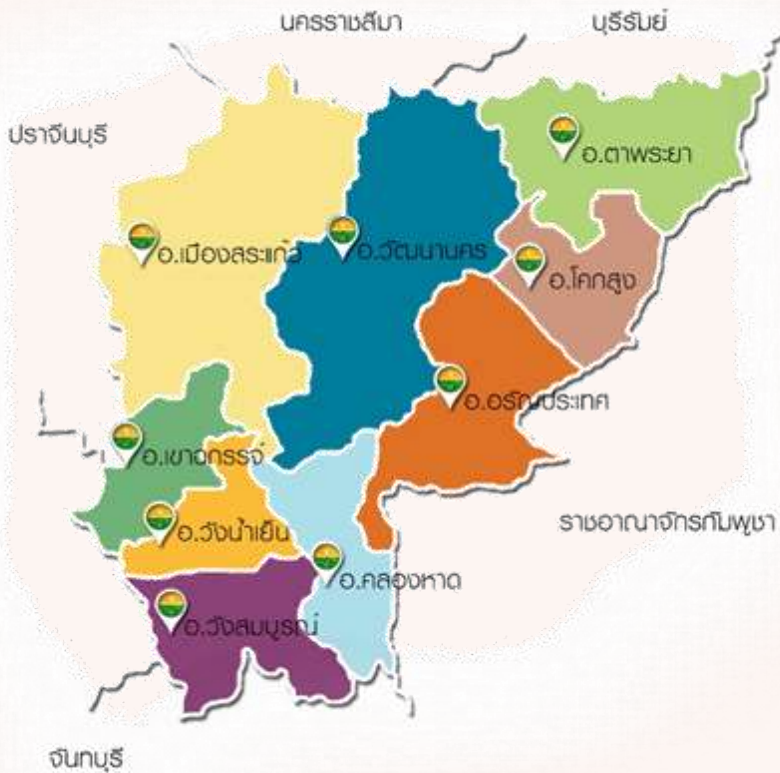 นครราชสีมา
บุรีรัมย์
ปราจีนบุรี
อ.ตาพระยา
อ.เมืองสระแก้ว
อ.วัฒนานคร
อ.โคกสูง
อ.อรัญประเทศ
อ.เขาฉกรรจ์
ราชอาณาจักรกัมพูชา
อ.วังน้ำเย็น
อ.คลองหาด
อ.วังสมบูรณ์
จันทบุรี